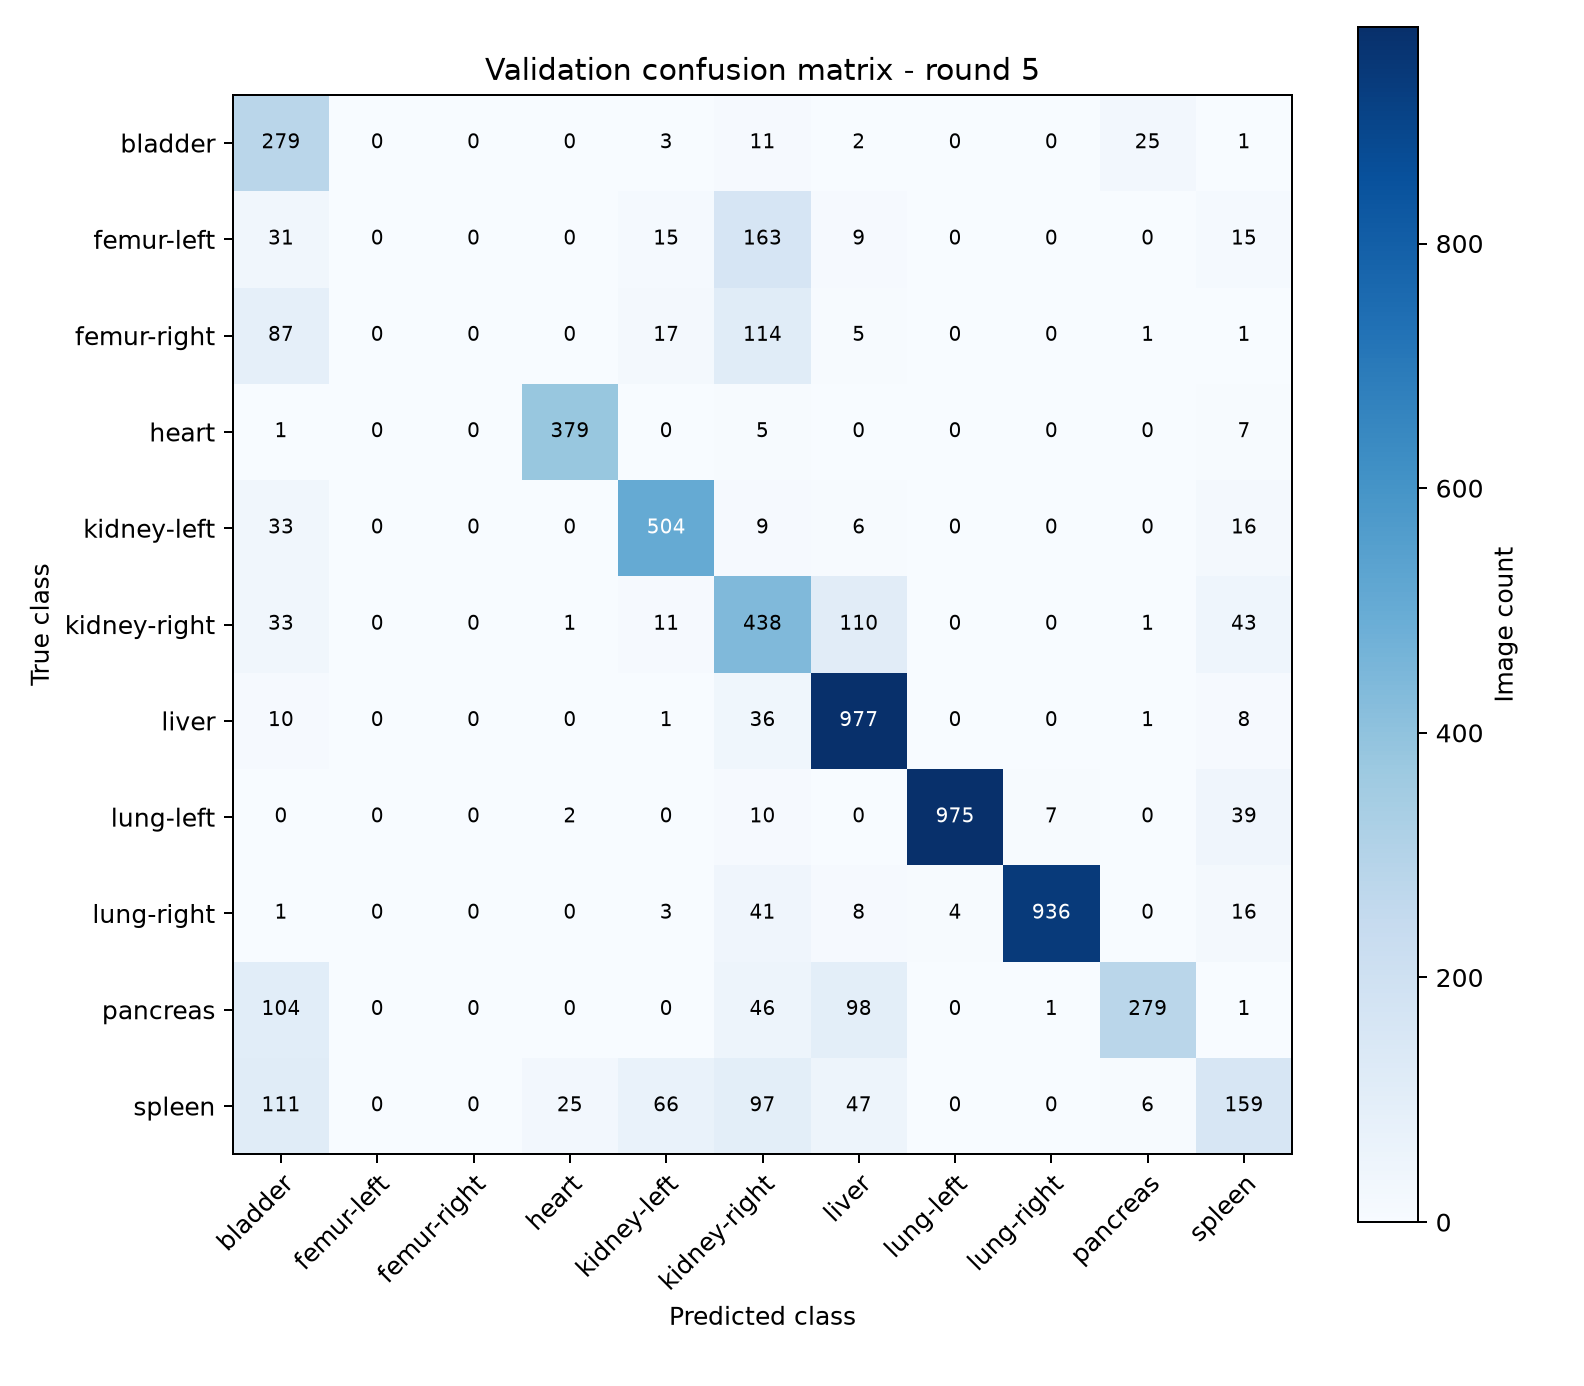 Validation confusion matrix - round 5
True class
bladder 279 0 0 0 3 11 2 0 0 25 1
femur-left 31 0 0 0 15 163 9 0 0 0 15
femur-right 87 0 0 0 17 114 5 0 0 1 1
heart 1 0 0 379 0 5 0 0 0 0 7
kidney-left 33 0 0 0 504 9 6 0 0 0 16
kidney-right 33 0 0 1 11 438 110 0 0 1 43
liver 10 0 0 0 1 36 977 0 0 1 8
lung-left 0 0 0 2 0 10 0 975 7 0 39
lung-right 1 0 0 0 3 41 8 4 936 0 16
pancreas 104 0 0 0 0 46 98 0 1 279 1
spleen 111 0 0 25 66 97 47 0 0 6 159
bladder femur-left femur-right heart kidney-left kidney-right liver lung-left lung-right pancreas spleen
Predicted class
800
600
400
200
0
Image count